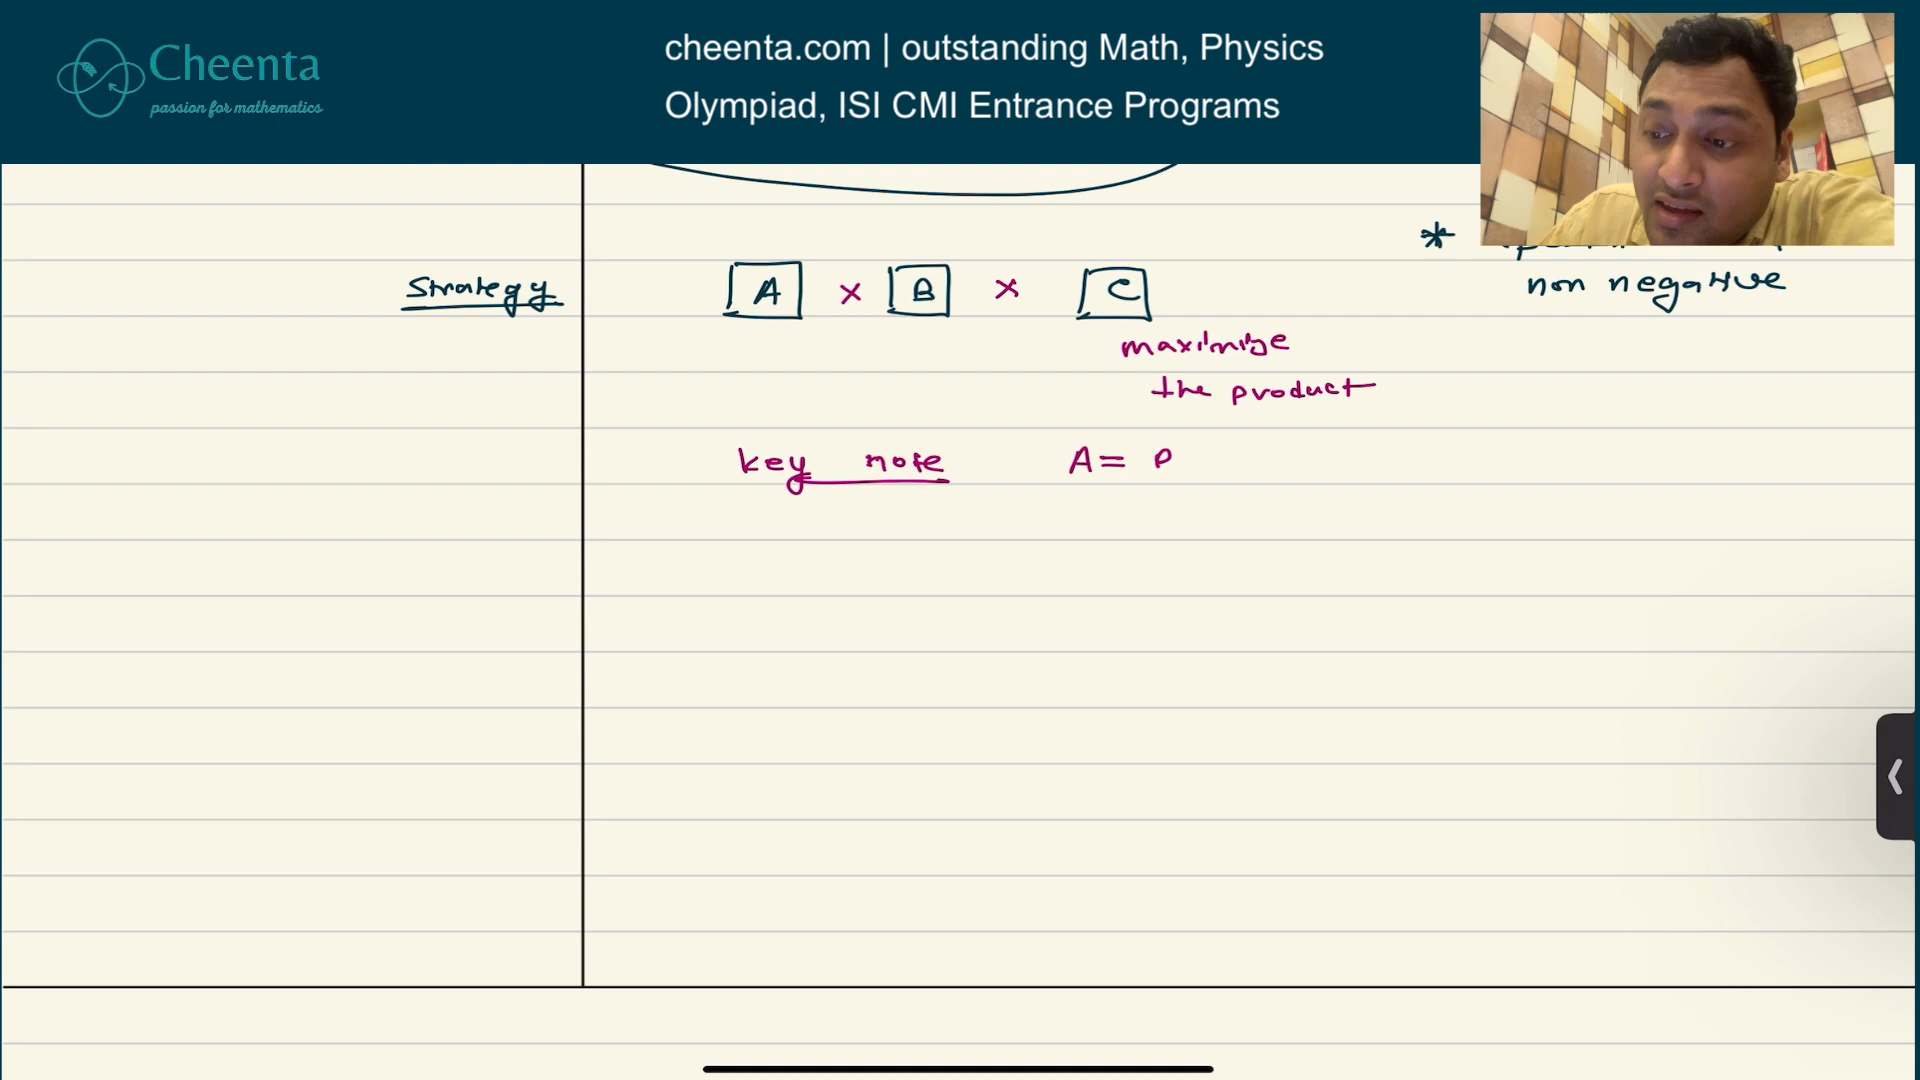 Cheenta
passion for mathematics
cheenta.com | outstanding Math, Physics
Olympiad, ISI CMI Entrance Programs
*
non negative
Strategy
A × B × C
maximize
the product
key note A = P